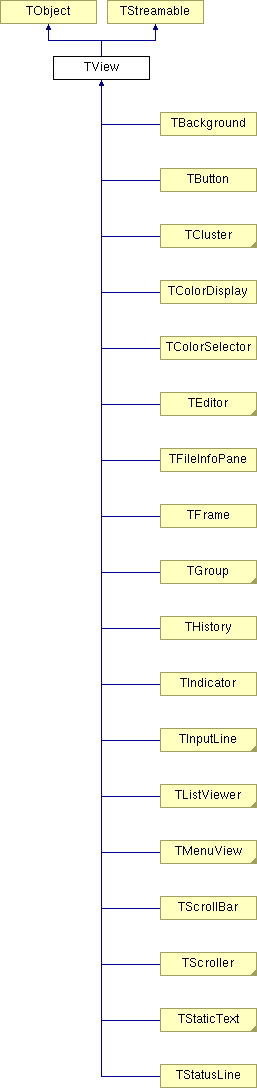 TObject
TStreamable
TView
TBackground
TButton
TCluster
TColorDisplay
TColorSelector
TEditor
TFileInfoPane
TFrame
TGroup
THistory
TIndicator
TInputLine
TListViewer
TMenuView
TScrollBar
TScroller
TStaticText
TStatusLine